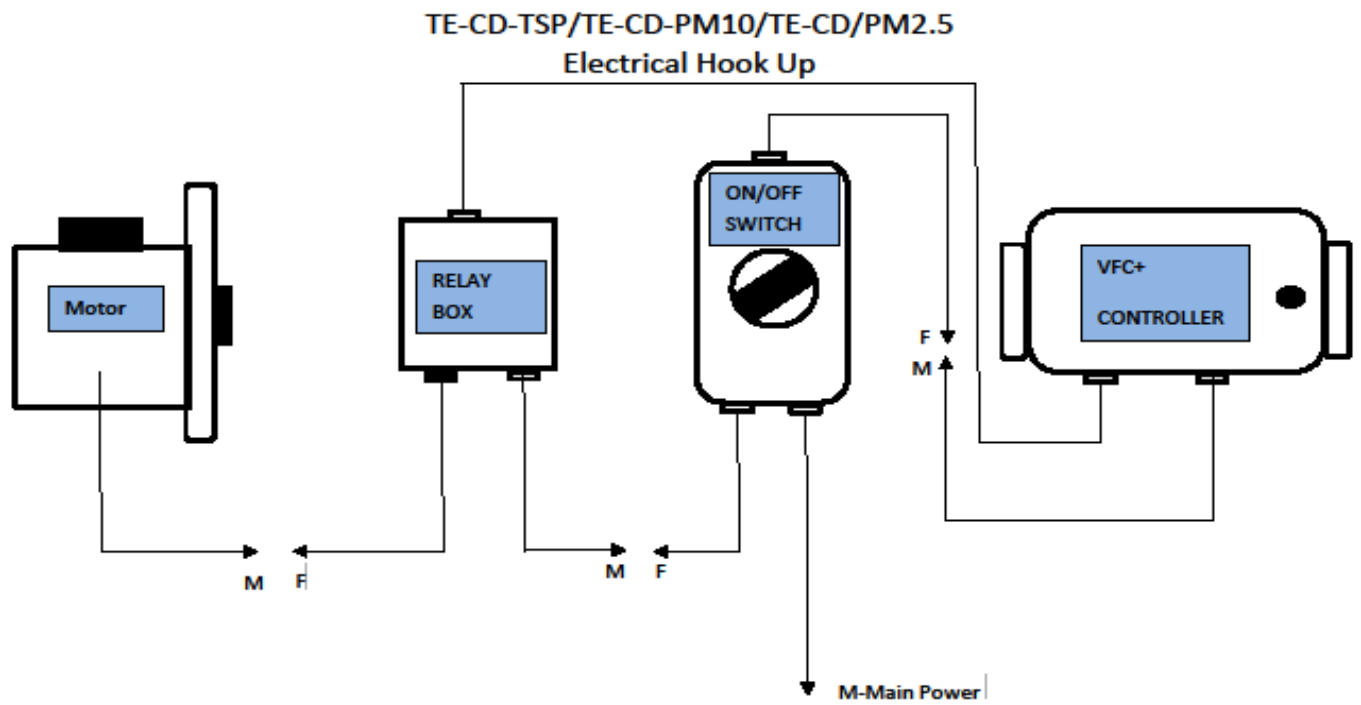 TE-CD-TSP/TE-CD-PM10/TE-CD/PM2.5
Electrical Hook Up
ON/OFF
SWITCH
VFC+
CONTROLLER
RELAY
BOX
Motor
F
M
M F
M F
M-Main Power